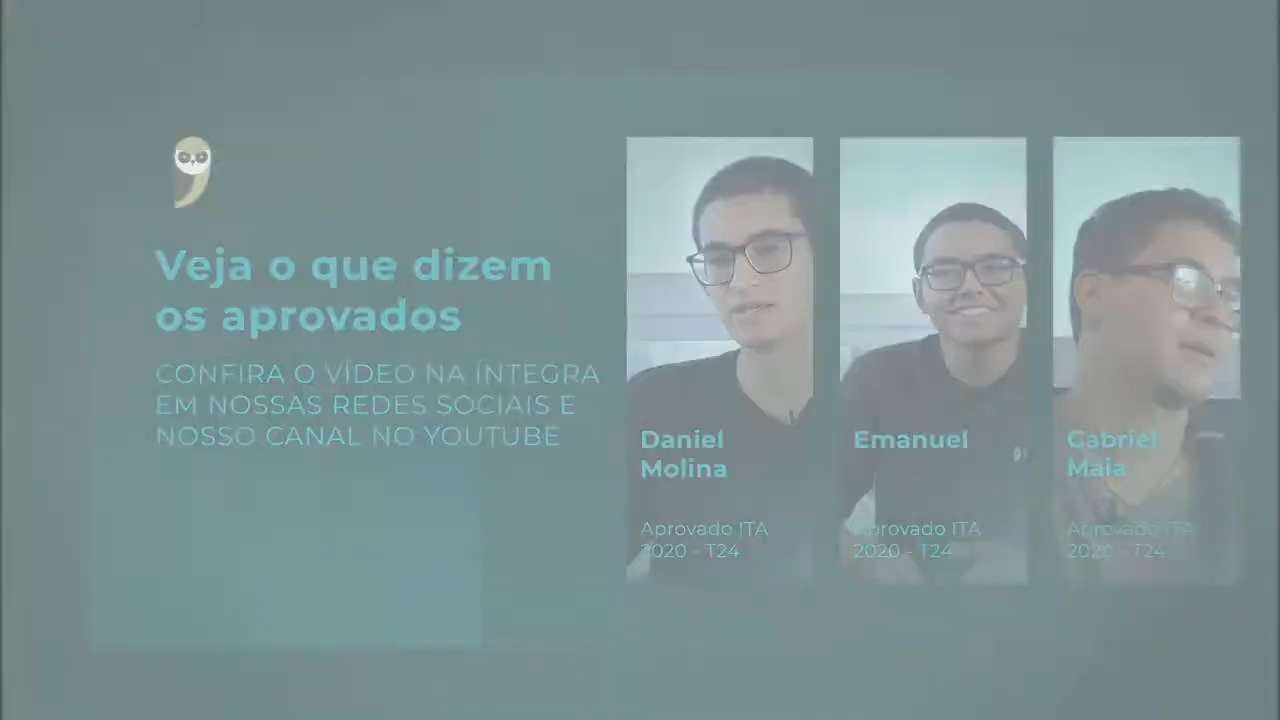 Veja o que dizem
os aprovados
CONFIRA O VÍDEO NA ÍNTEGRA
EM NOSSAS REDES SOCIAIS E
NOSSO CANAL NO YOUTUBE
Daniel
Molina
Aprovado ITA
2020 - T24
Emanuel
Aprovado ITA
2020 - T24
Gabriel
Maia
Aprovado ITA
2020 - T24